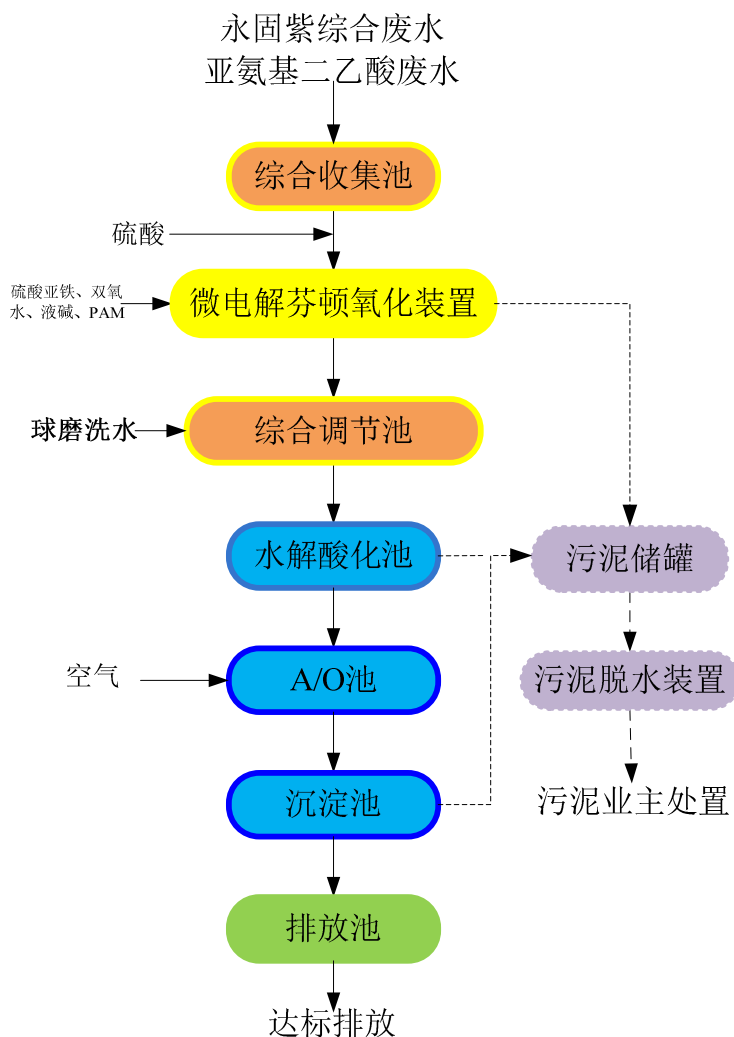 永固紫综合废水
亚氨基二乙酸废水
综合收集池
硫酸
硫酸亚铁、双氧
水、液碱、PAM
微电解芬顿氧化装置
球磨洗水
综合调节池
水解酸化池
污泥储罐
空气
A/O池
污泥脱水装置
沉淀池
污泥业主处置
排放池
达标排放